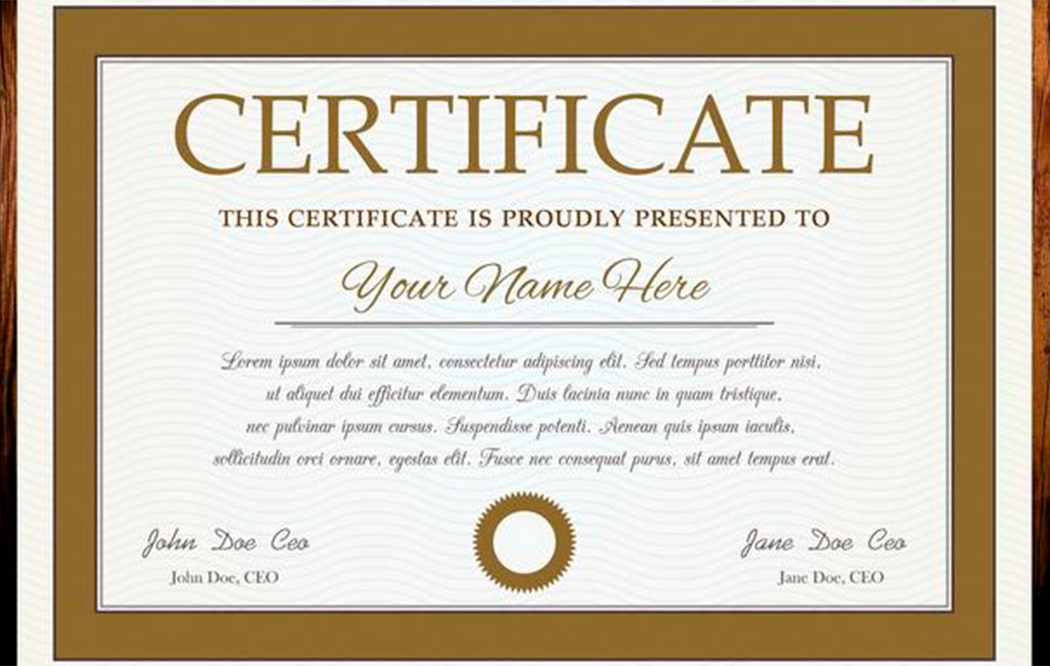 CERTIFICATE
THIS CERTIFICATE IS PROUDLY PRESENTED TO
Your Name Here
Lorem ipsum dolor sit amet, consectetur adipiscing elit. Sed tempus porttitor nisi,
ut aliquet dui efficitur elementum. Duis lacinia nunc in quam tristique,
nec pulvinar ipsum cursus. Suspendisse potenti. Aenean quis ipsum iaculis,
sollicitudin orci ornare, egestas elit. Fusce nec consequat purus, sit amet tempus erat.
John Doe Ceo
Jane Doe Ceo
John Doe, CEO
Jane Doe, CEO